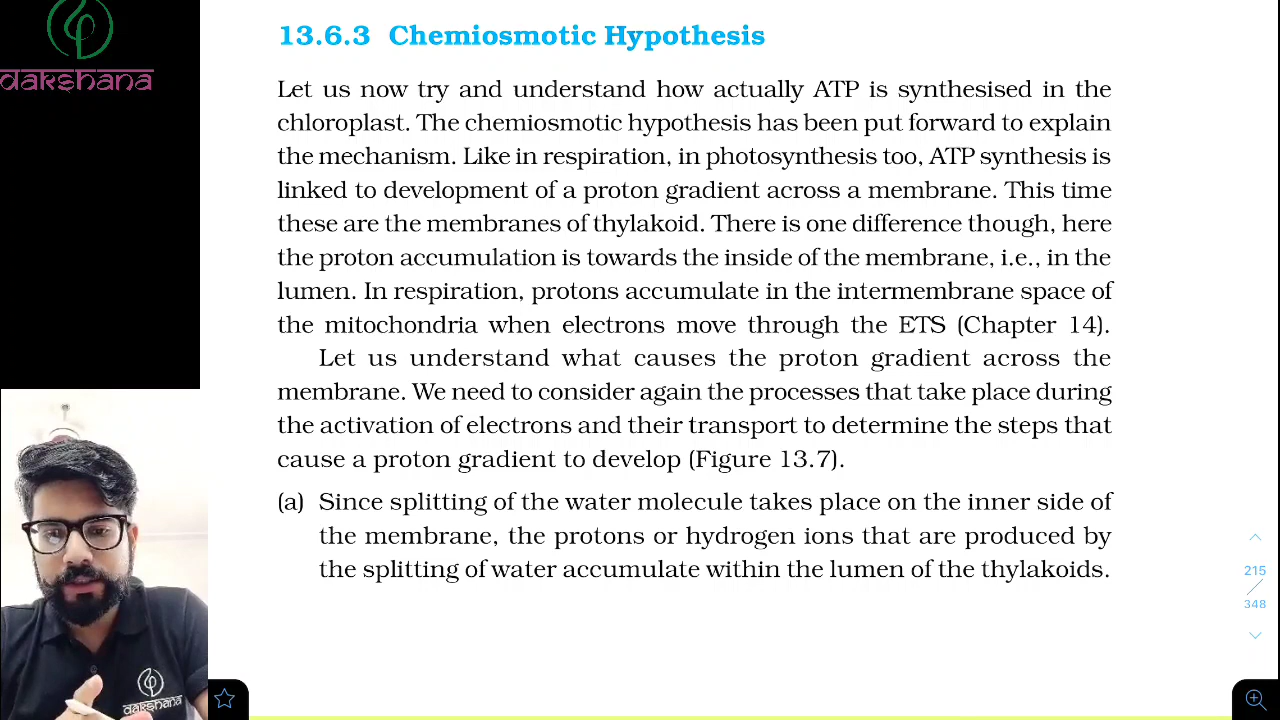 dakshana
13.6.3 Chemiosmotic Hypothesis
Let us now try and understand how actually ATP is synthesised in the
chloroplast. The chemiosmotic hypothesis has been put forward to explain
the mechanism. Like in respiration, in photosynthesis too, ATP synthesis is
linked to development of a proton gradient across a membrane. This time
these are the membranes of thylakoid. There is one difference though, here
the proton accumulation is towards the inside of the membrane, i.e., in the
lumen. In respiration, protons accumulate in the intermembrane space of
the mitochondria when electrons move through the ETS (Chapter 14).
Let us understand what causes the proton gradient across the
membrane. We need to consider again the processes that take place during
the activation of electrons and their transport to determine the steps that
cause a proton gradient to develop (Figure 13.7).
(a) Since splitting of the water molecule takes place on the inner side of
the membrane, the protons or hydrogen ions that are produced by
the splitting of water accumulate within the lumen of the thylakoids.
215
348
dakshana